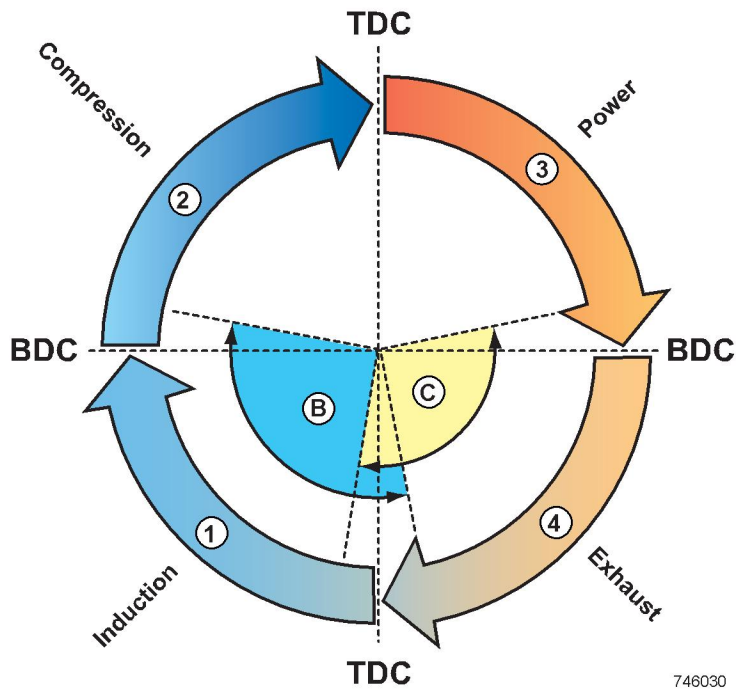 TDC
Compression
Power
2
3
BDC
BDC
B
C
1
4
Induction
Exhaust
TDC
746030